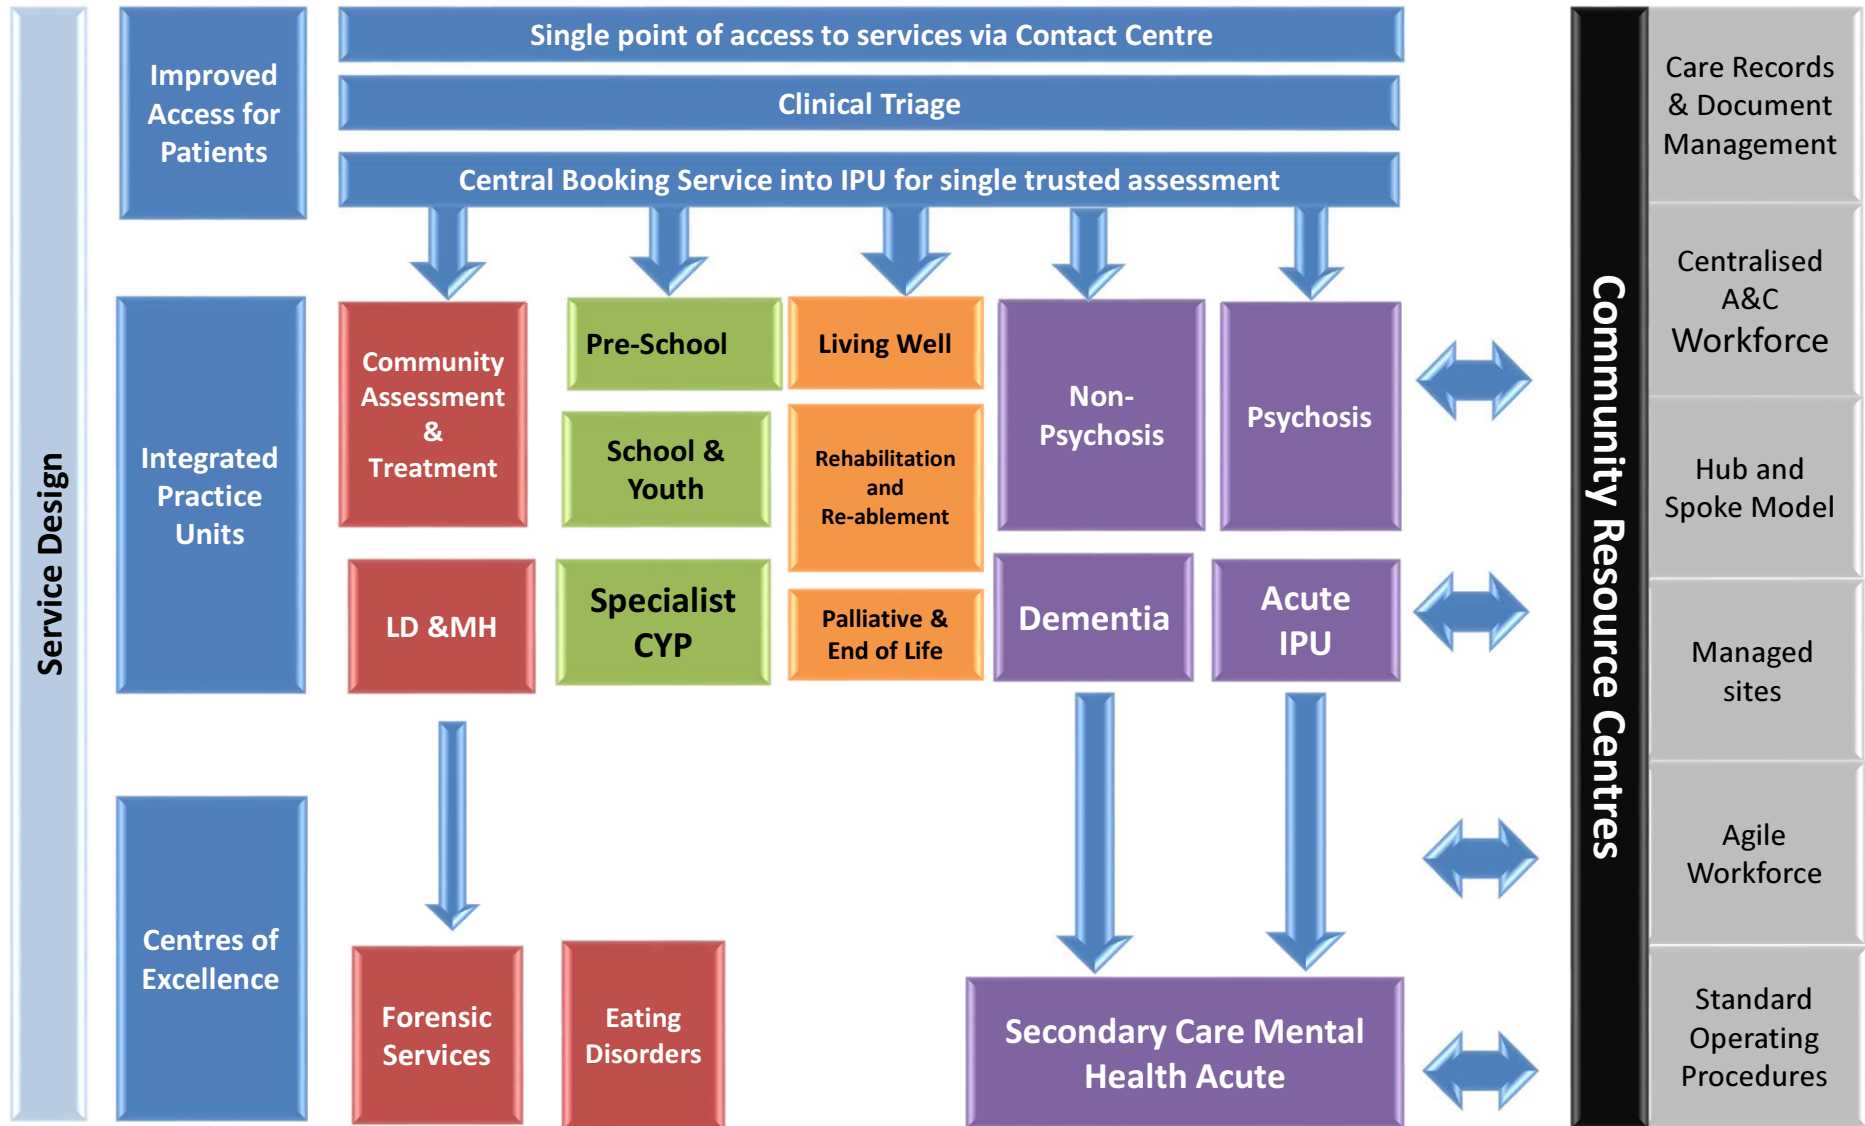 Service Design
Improved
Access for
Patients
Single point of access to services via Contact Centre
Clinical Triage
Central Booking Service into IPU for single trusted assessment
Integrated
Practice
Units
Community
Assessment
&
Treatment
LD &MH
Pre-School
School &
Youth
Specialist
CYP
Living Well
Rehabilitation
and
Re-ablement
Palliative &
End of Life
Non-
Psychosis
Psychosis
Dementia
Acute
IPU
Centres of
Excellence
Forensic
Services
Eating
Disorders
Secondary Care Mental
Health Acute
Community Resource Centres
Care Records
& Document
Management
Centralised
A&C
Workforce
Hub and
Spoke Model
Managed
sites
Agile
Workforce
Standard
Operating
Procedures